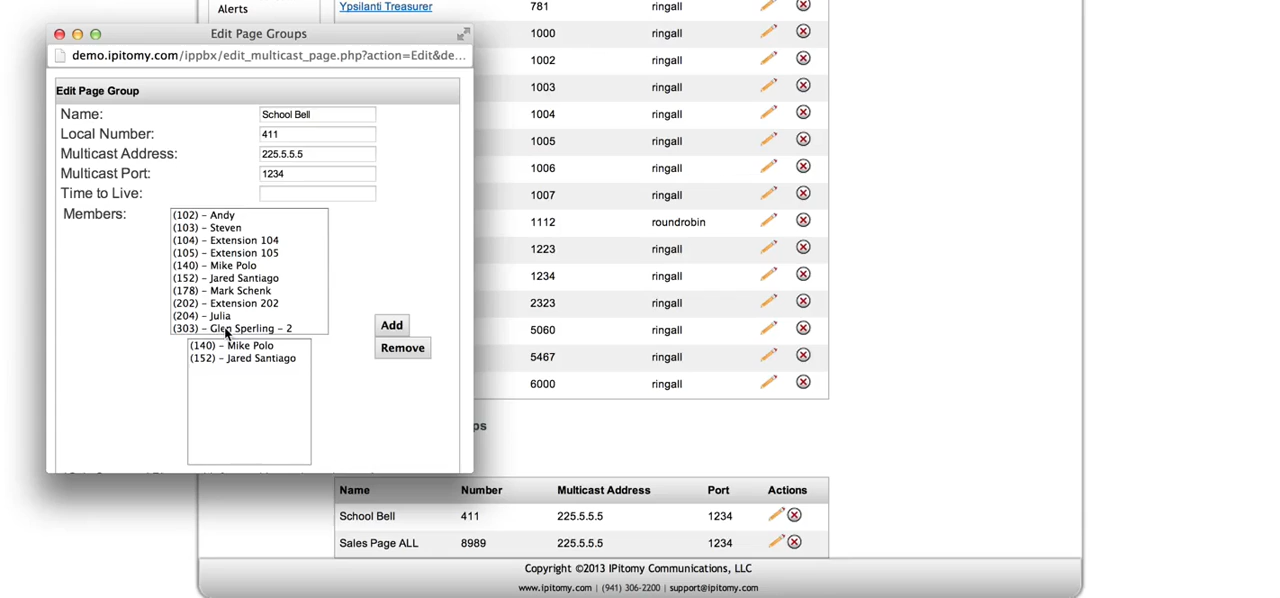 Alerts
Ypsilanti Treasurer 781 ringall
1000 ringall
1002 ringall
1003 ringall
1004 ringall
1005 ringall
1006 ringall
1007 ringall
1112 roundrobin
1223 ringall
1234 ringall
2323 ringall
5060 ringall
5467 ringall
6000 ringall
ps
Name Number Multicast Address Port Actions
School Bell 411 225.5.5.5 1234
Sales Page ALL 8989 225.5.5.5 1234
Copyright ©2013 IPitomy Communications, LLC
www.ipitomy.com | (941) 306-2200 | support@ipitomy.com
Edit Page Groups
demo.ipitomy.com/ippbx/edit_multicast_page.php?action=Edit&de...
Edit Page Group
Name: School Bell
Local Number: 411
Multicast Address: 225.5.5.5
Multicast Port: 1234
Time to Live:
Members:
(102) - Andy
(103) - Steven
(104) - Extension 104
(105) - Extension 105
(140) - Mike Polo
(152) - Jared Santiago
(178) - Mark Schenk
(202) - Extension 202
(204) - Julia
(303) - Glen Sperling - 2
Add
Remove
(140) - Mike Polo
(152) - Jared Santiago